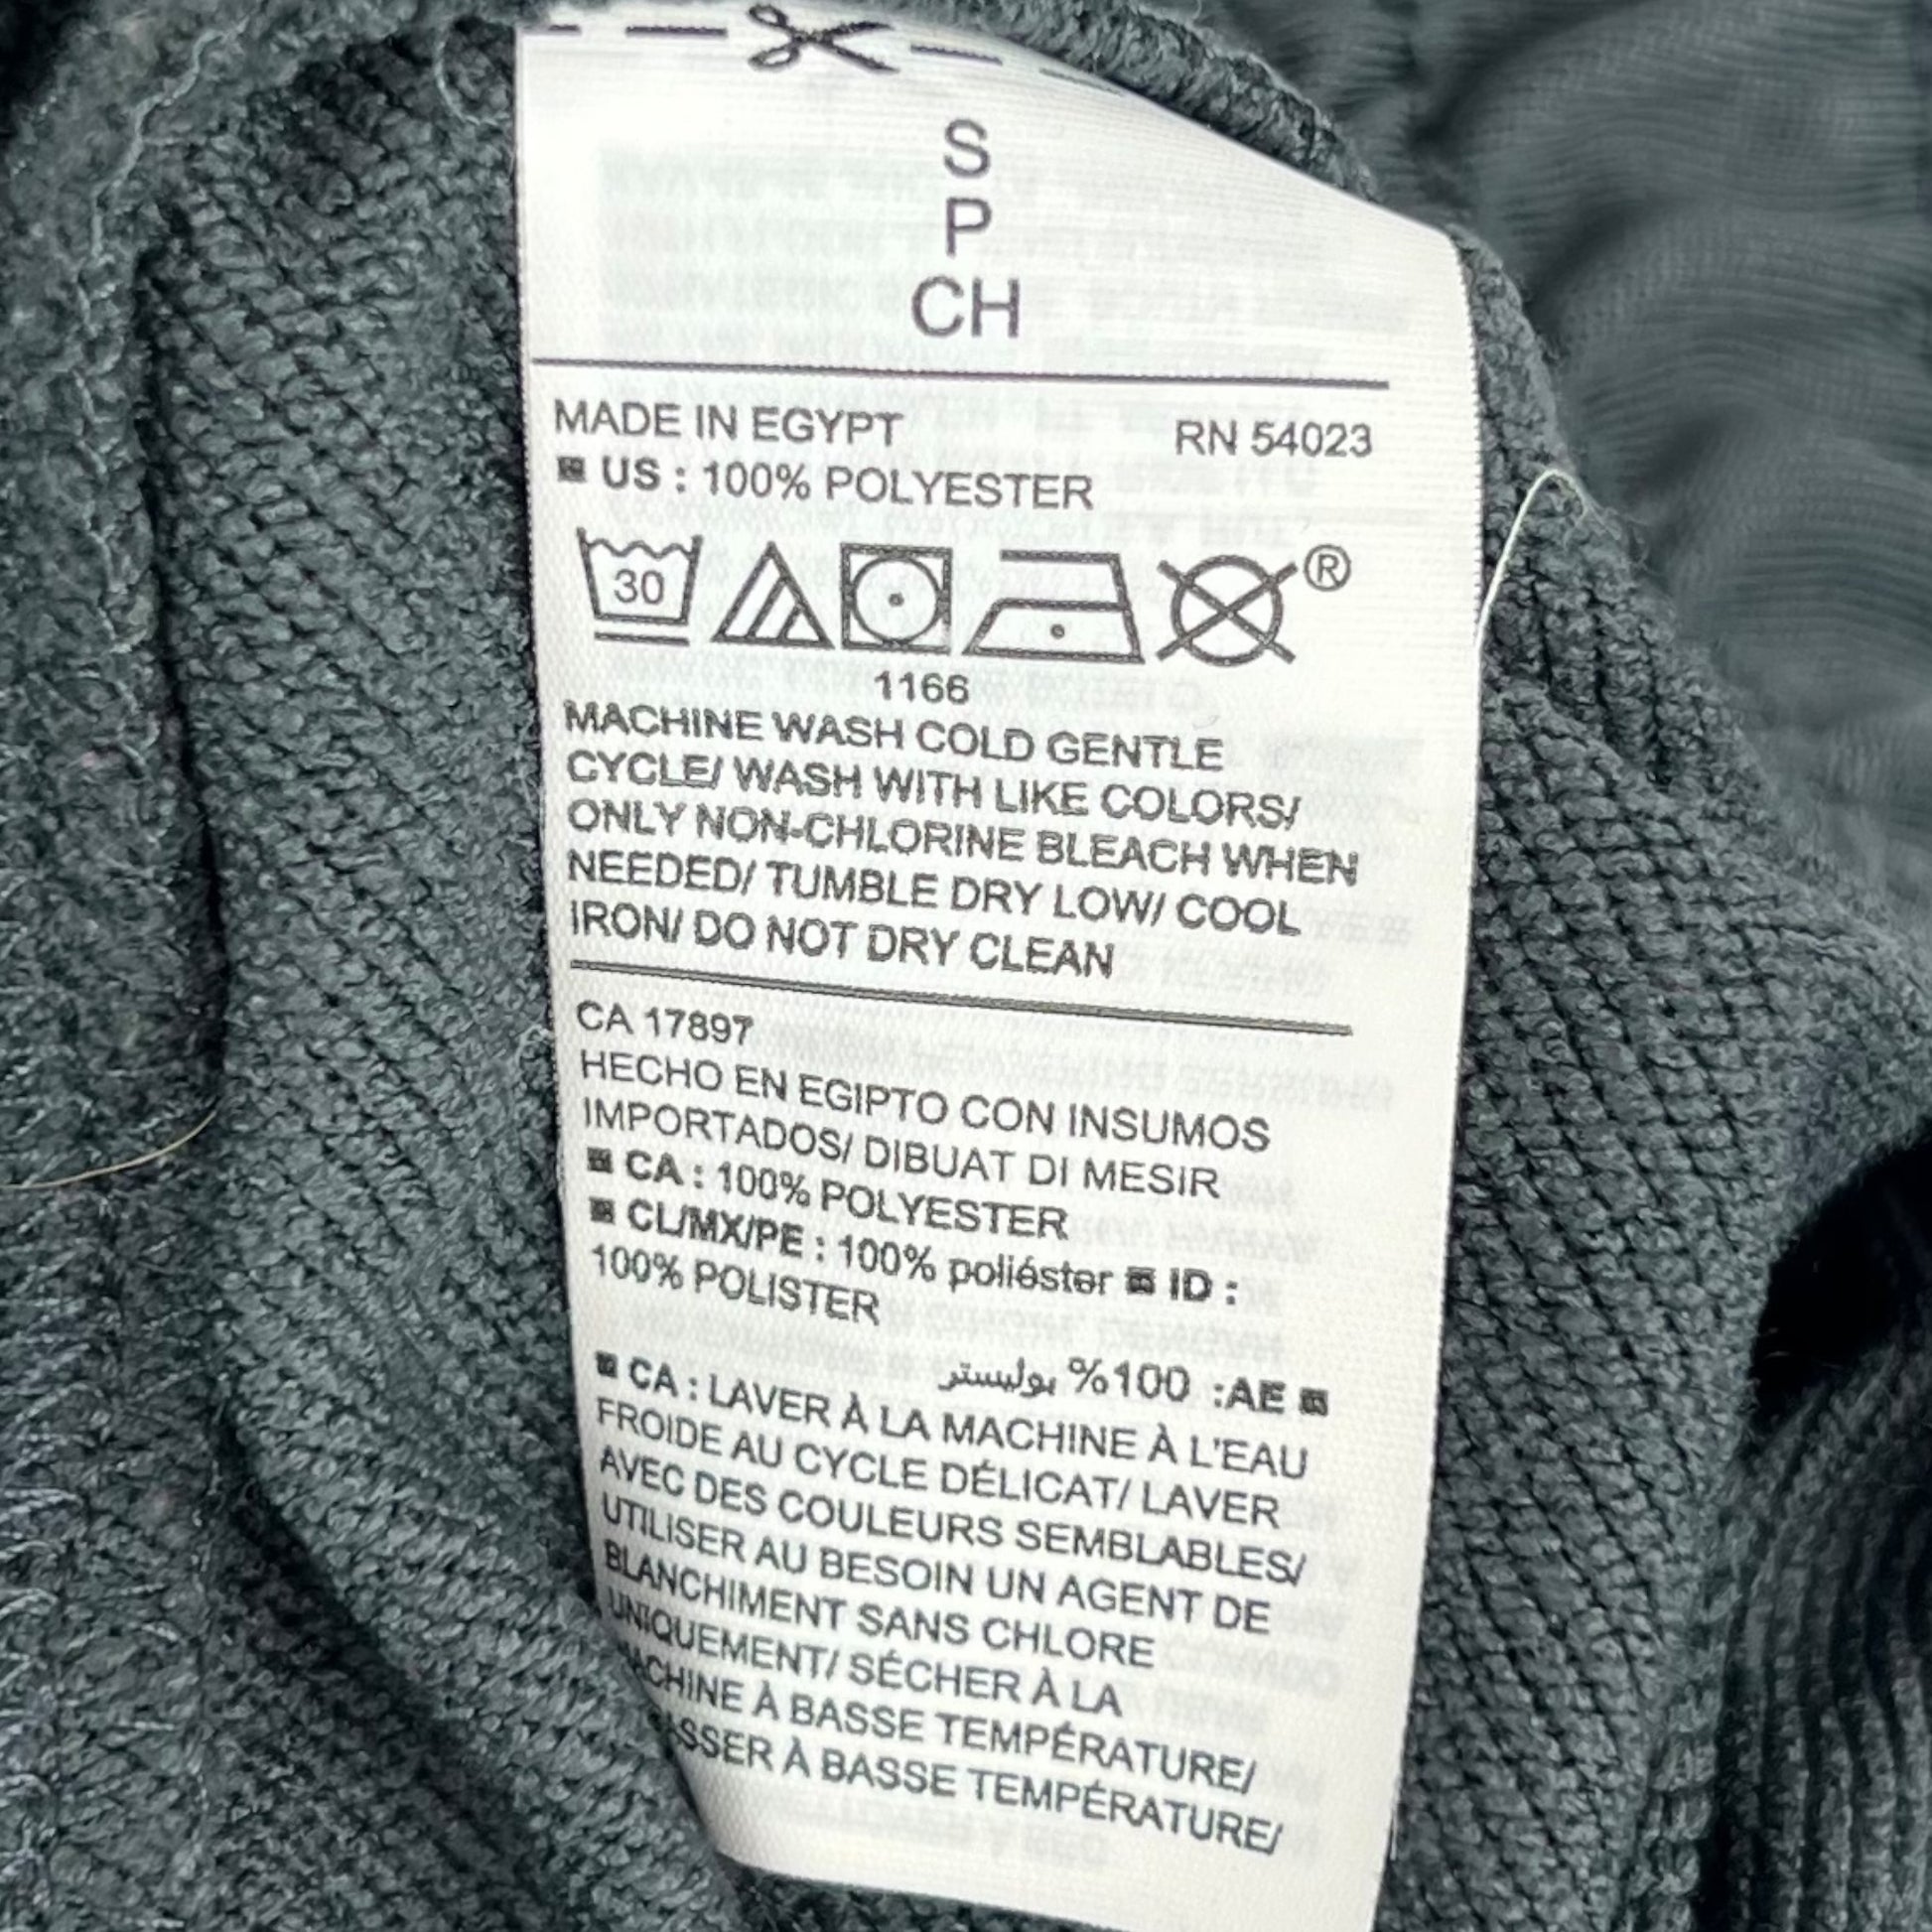 S
P
CH
MADE IN EGYPT RN 54023
US : 100% POLYESTER
30 ®
1166
MACHINE WASH COLD GENTLE
CYCLE/ WASH WITH LIKE COLORS/
ONLY NON-CHLORINE BLEACH WHEN
NEEDED/ TUMBLE DRY LOW/ COOL
IRON/ DO NOT DRY CLEAN
CA 17897
HECHO EN EGIPTO CON INSUMOS
IMPORTADOS/ DIBUAT DI MESIR
CA : 100% POLYESTER
CL/MX/PE : 100% poliéster ID :
100% POLISTER
AE: 100% بوليستر
CA : LAVER À LA MACHINE À L'EAU
FROIDE AU CYCLE DÉLICAT/ LAVER
AVEC DES COULEURS SEMBLABLES/
UTILISER AU BESOIN UN AGENT DE
BLANCHIMENT SANS CHLORE
UNIQUEMENT/ SÉCHER À LA
MACHINE À BASSE TEMPÉRATURE/
À BASSE TEMPÉRATURE/